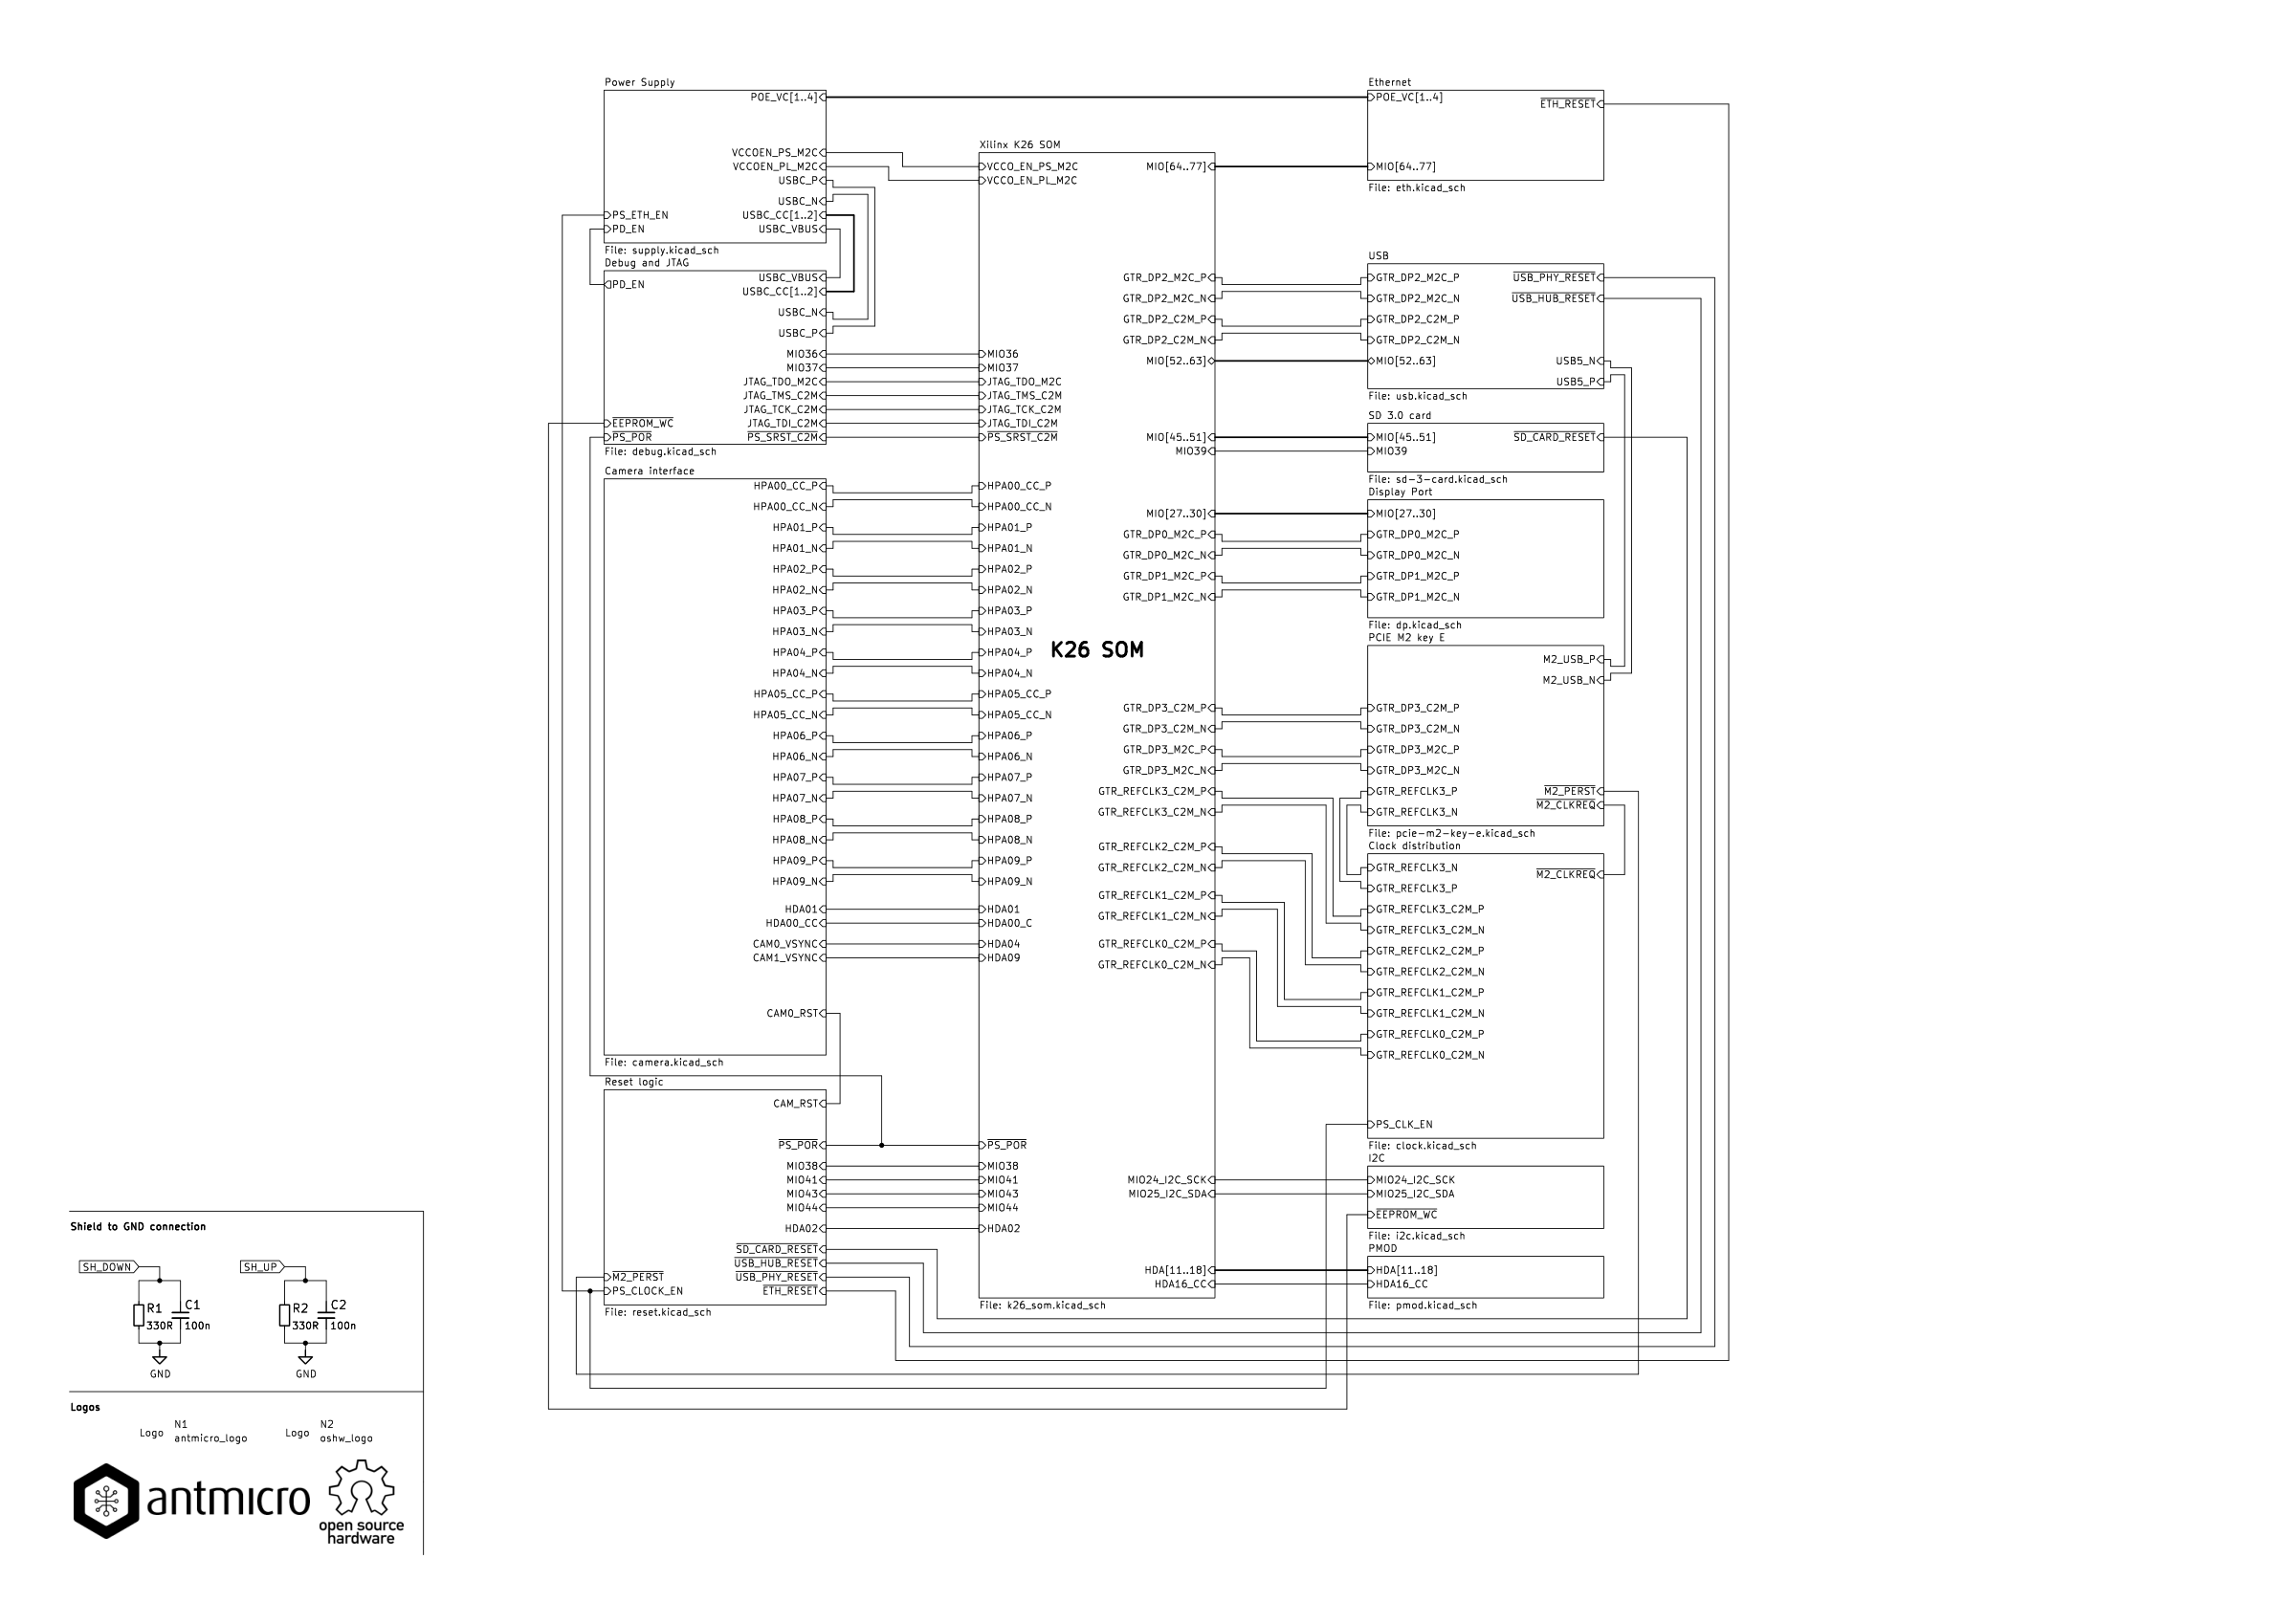 Power Supply
POE_VC[1..4]
VCCOEN_PS_M2C
VCCOEN_PL_M2C
USBC_P
USBC_N
PS_ETH_EN
USBC_CC[1..2]
PD_EN
USBC_VBUS
File: supply.kicad_sch
Debug and JTAG
USBC_VBUS
PD_EN
USBC_CC[1..2]
USBC_N
USBC_P
MIO36
MIO37
JTAG_TDO_M2C
JTAG_TMS_C2M
JTAG_TCK_C2M
EEPROM_WC
JTAG_TDI_C2M
PS_POR
PS_SRST_C2M
File: debug.kicad_sch
Camera interface
HPA00_CC_P
HPA00_CC_N
HPA01_P
HPA01_N
HPA02_P
HPA02_N
HPA03_P
HPA03_N
HPA04_P
HPA04_N
HPA05_CC_P
HPA05_CC_N
HPA06_P
HPA06_N
HPA07_P
HPA07_N
HPA08_P
HPA08_N
HPA09_P
HPA09_N
HDA01
HDA00_CC
CAM0_VSYNC
CAM1_VSYNC
CAM0_RST
File: camera.kicad_sch
Reset logic
CAM_RST
PS_POR
MIO38
MIO41
MIO43
MIO44
HDA02
SD_CARD_RESET
USB_HUB_RESET
M2_PERST
USB_PHY_RESET
PS_CLOCK_EN
ETH_RESET
File: reset.kicad_sch
Xilinx K26 SOM
VCCO_EN_PS_M2C
VCCO_EN_PL_M2C
MIO36
MIO37
JTAG_TDO_M2C
JTAG_TMS_C2M
JTAG_TCK_C2M
JTAG_TDI_C2M
PS_SRST_C2M
HPA00_CC_P
HPA00_CC_N
HPA01_P
HPA01_N
HPA02_P
HPA02_N
HPA03_P
HPA03_N
HPA04_P
HPA04_N
HPA05_CC_P
HPA05_CC_N
HPA06_P
HPA06_N
HPA07_P
HPA07_N
HPA08_P
HPA08_N
HPA09_P
HPA09_N
HDA01
HDA00_C
HDA04
HDA09
PS_POR
MIO38
MIO41
MIO43
MIO44
HDA02
K26 SOM
MIO[64..77]
GTR_DP2_M2C_P
GTR_DP2_M2C_N
GTR_DP2_C2M_P
GTR_DP2_C2M_N
MIO[52..63]
MIO[45..51]
MIO39
MIO[27..30]
GTR_DP0_M2C_P
GTR_DP0_M2C_N
GTR_DP1_M2C_P
GTR_DP1_M2C_N
GTR_DP3_C2M_P
GTR_DP3_C2M_N
GTR_DP3_M2C_P
GTR_DP3_M2C_N
GTR_REFCLK3_C2M_P
GTR_REFCLK3_C2M_N
GTR_REFCLK2_C2M_P
GTR_REFCLK2_C2M_N
GTR_REFCLK1_C2M_P
GTR_REFCLK1_C2M_N
GTR_REFCLK0_C2M_P
GTR_REFCLK0_C2M_N
MIO24_I2C_SCK
MIO25_I2C_SDA
HDA[11..18]
HDA16_CC
File: k26_som.kicad_sch
Ethernet
POE_VC[1..4]
ETH_RESET
MIO[64..77]
File: eth.kicad_sch
USB
GTR_DP2_M2C_P
USB_PHY_RESET
GTR_DP2_M2C_N
USB_HUB_RESET
GTR_DP2_C2M_P
GTR_DP2_C2M_N
MIO[52..63]
USB5_N
USB5_P
File: usb.kicad_sch
SD 3.0 card
MIO[45..51]
SD_CARD_RESET
MIO39
File: sd-3-card.kicad_sch
Display Port
MIO[27..30]
GTR_DP0_M2C_P
GTR_DP0_M2C_N
GTR_DP1_M2C_P
GTR_DP1_M2C_N
File: dp.kicad_sch
PCIE M2 key E
M2_USB_P
M2_USB_N
GTR_DP3_C2M_P
GTR_DP3_C2M_N
GTR_DP3_M2C_P
GTR_DP3_M2C_N
GTR_REFCLK3_P
M2_PERST
M2_CLKREQ
GTR_REFCLK3_N
File: pcie-m2-key-e.kicad_sch
Clock distribution
GTR_REFCLK3_N
M2_CLKREQ
GTR_REFCLK3_P
GTR_REFCLK3_C2M_P
GTR_REFCLK3_C2M_N
GTR_REFCLK2_C2M_P
GTR_REFCLK2_C2M_N
GTR_REFCLK1_C2M_P
GTR_REFCLK1_C2M_N
GTR_REFCLK0_C2M_P
GTR_REFCLK0_C2M_N
PS_CLK_EN
File: clock.kicad_sch
I2C
MIO24_I2C_SCK
MIO25_I2C_SDA
EEPROM_WC
File: i2c.kicad_sch
PMOD
HDA[11..18]
HDA16_CC
File: pmod.kicad_sch
Shield to GND connection
SH_DOWN
SH_UP
R1
330R
C1
100n
GND
R2
330R
C2
100n
GND
Logos
Logo
N1
antmicro_logo
Logo
N2
oshw_logo
antmicro
open source
hardware